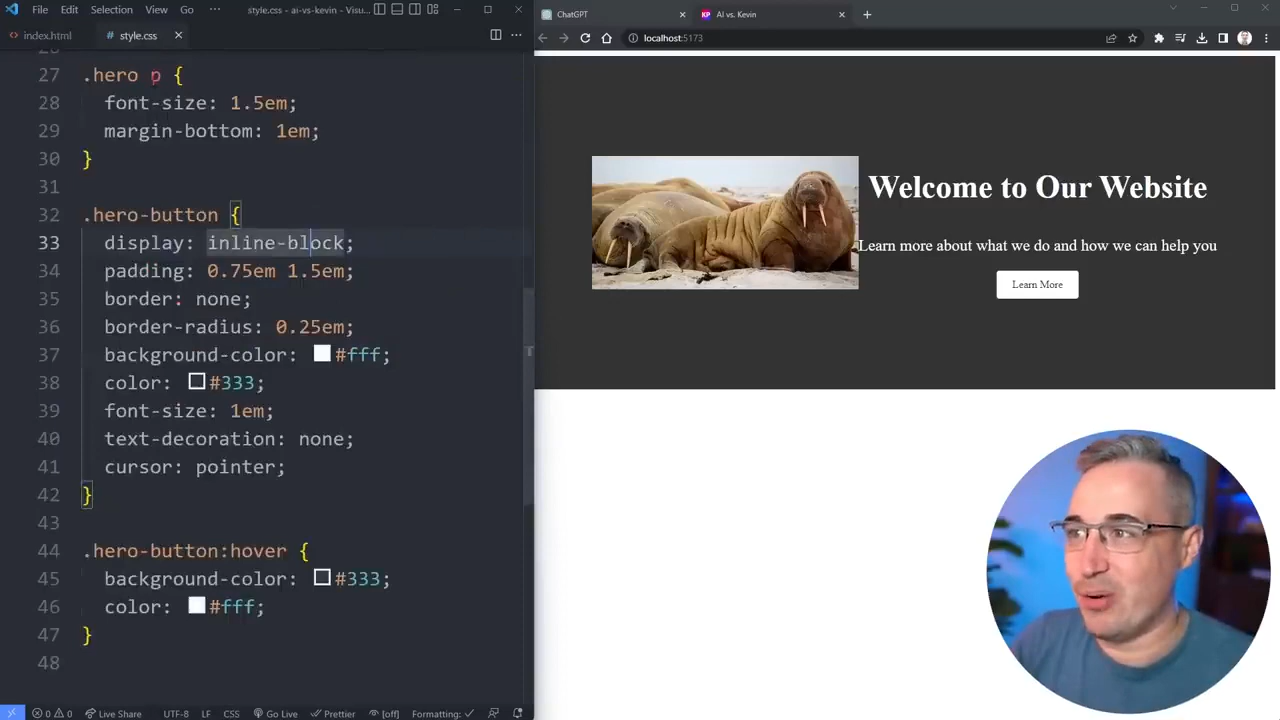 File Edit Selection View Go ··· style.css - ai-vs-kevin - Visu...
index.html
# style.css
26
27 .hero p {
28 font-size: 1.5em;
29 margin-bottom: 1em;
30 }
31
32 .hero-button {
33 display: inline-block;
34 padding: 0.75em 1.5em;
35 border: none;
36 border-radius: 0.25em;
37 background-color: #fff;
38 color: #333;
39 font-size: 1em;
40 text-decoration: none;
41 cursor: pointer;
42 }
43
44 .hero-button:hover {
45 background-color: #333;
46 color: #fff;
47 }
48
0 0 Live Share UTF-8 LF CSS Go Live Prettier [off] Formatting:
ChatGPT
KP AI vs. Kevin
localhost:5173
Welcome to Our Website
Learn more about what we do and how we can help you
Learn More